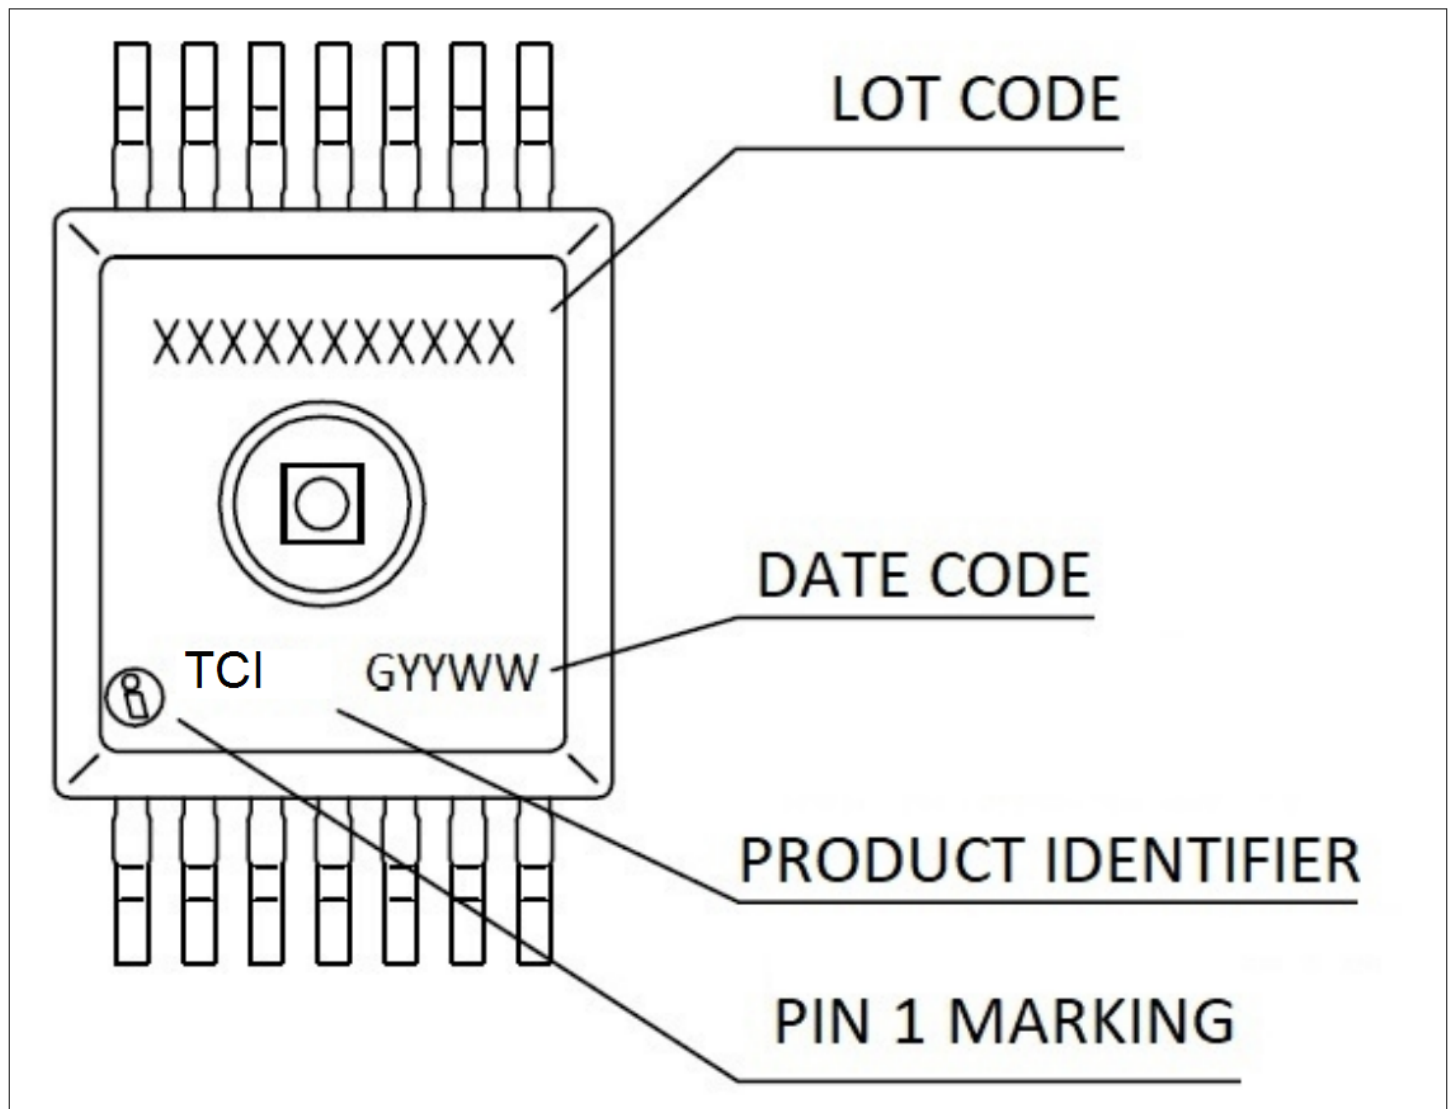 LOT CODE
XXXXXXXXXXX
DATE CODE
TCI GYYWW
PRODUCT IDENTIFIER
PIN 1 MARKING